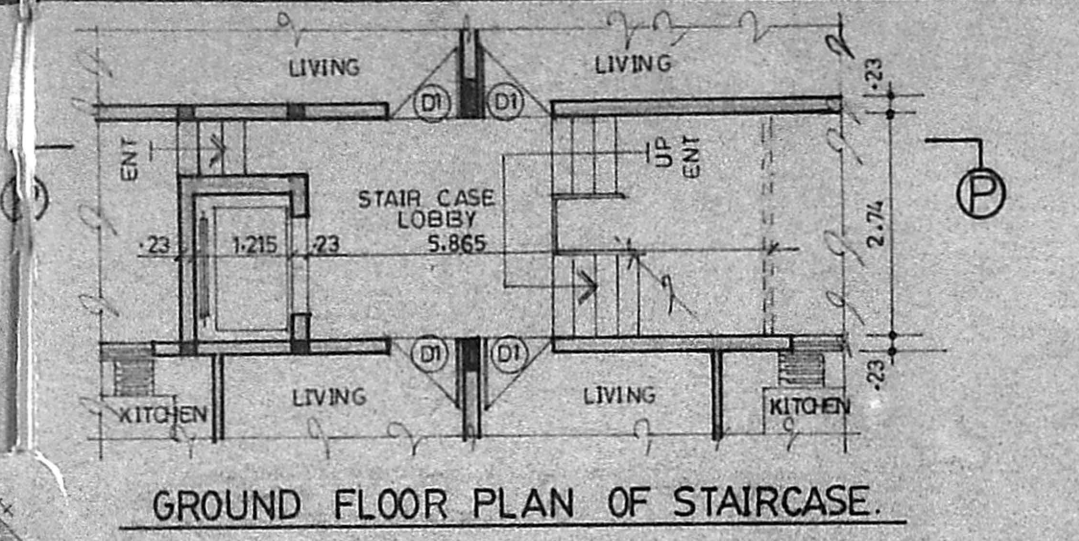 LIVING
LIVING
.23
D1
D1
ENT
UP
ENT
STAIR CASE
LOBBY
P
.23
1.215
.23
5.865
2.74
D1
D1
.23
LIVING
LIVING
KITCHEN
KITCHEN
GROUND FLOOR PLAN OF STAIRCASE.